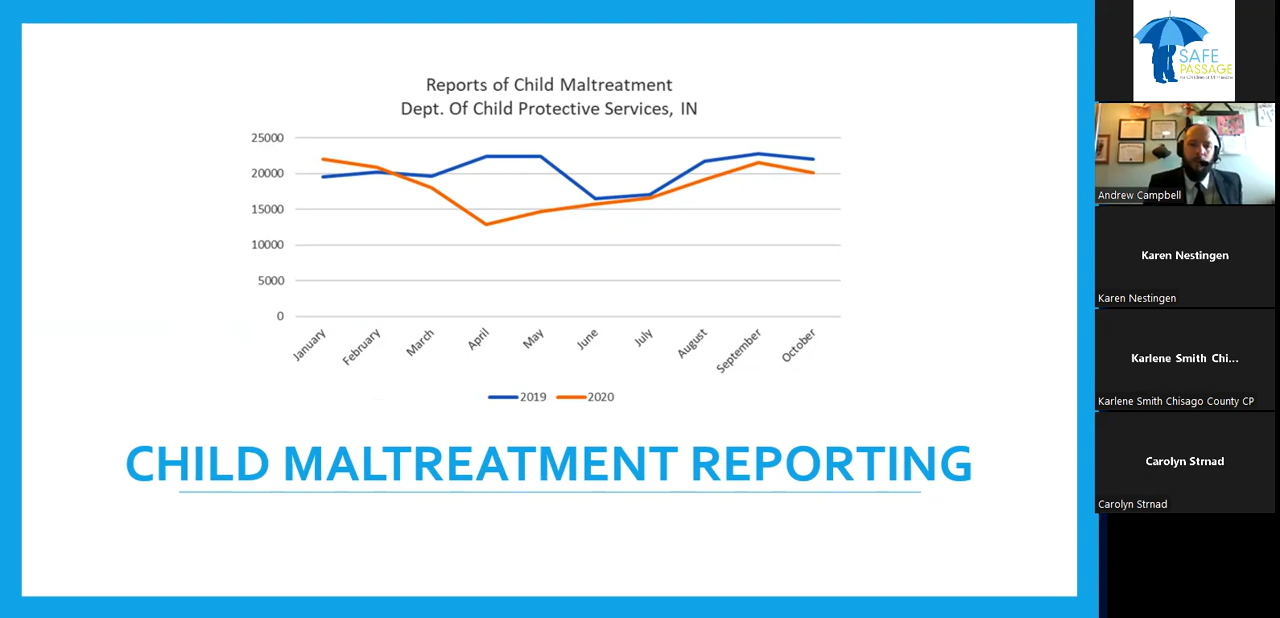 Reports of Child Maltreatment
Dept. Of Child Protective Services, IN
25000
20000
15000
10000
5000
0
January
February
March
April
May
June
July
August
September
October
2019
2020
CHILD MALTREATMENT REPORTING
SAFE
PASSAGE
Andrew Campbell
Karen Nestingen
Karen Nestingen
Karlene Smith Chi...
Karlene Smith Chisago County CP
Carolyn Strnad
Carolyn Strnad